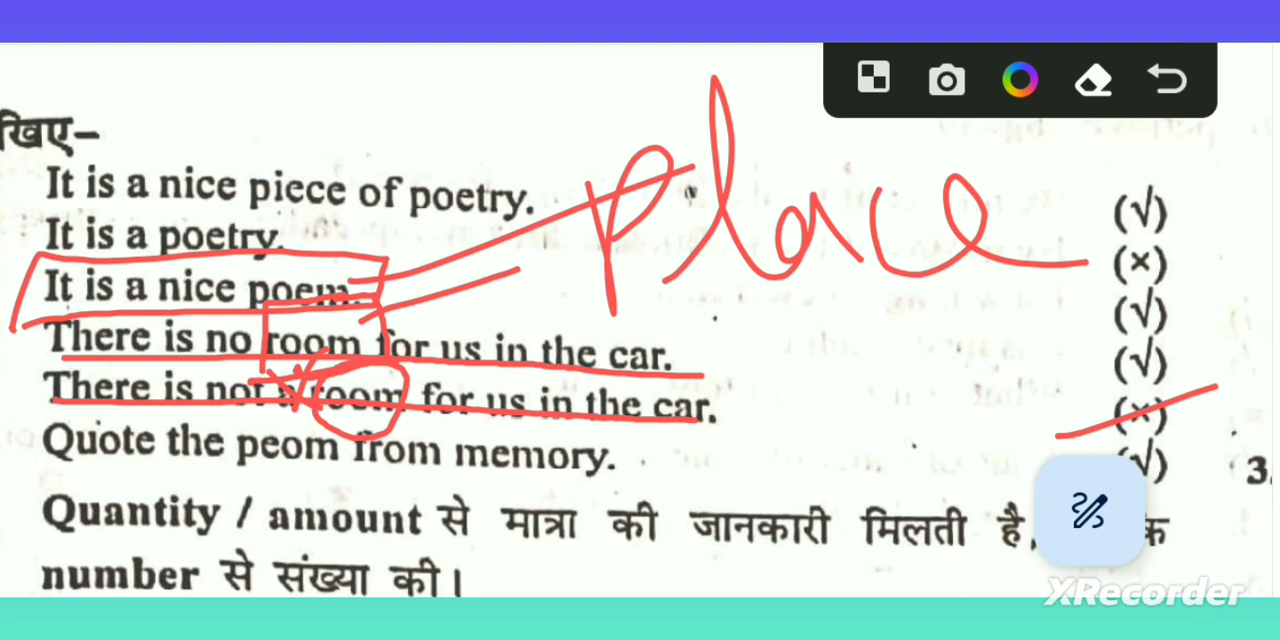 खिए–
It is a nice piece of poetry. (√)
It is a poetry. (×)
It is a nice poem. (√)
There is no room for us in the car. (√)
There is not a room for us in the car. (×)
Quote the peom from memory. √)
3.
Quantity / amount से मात्रा की जानकारी मिलती है, क
number से संख्या की।
Place
XRecorder